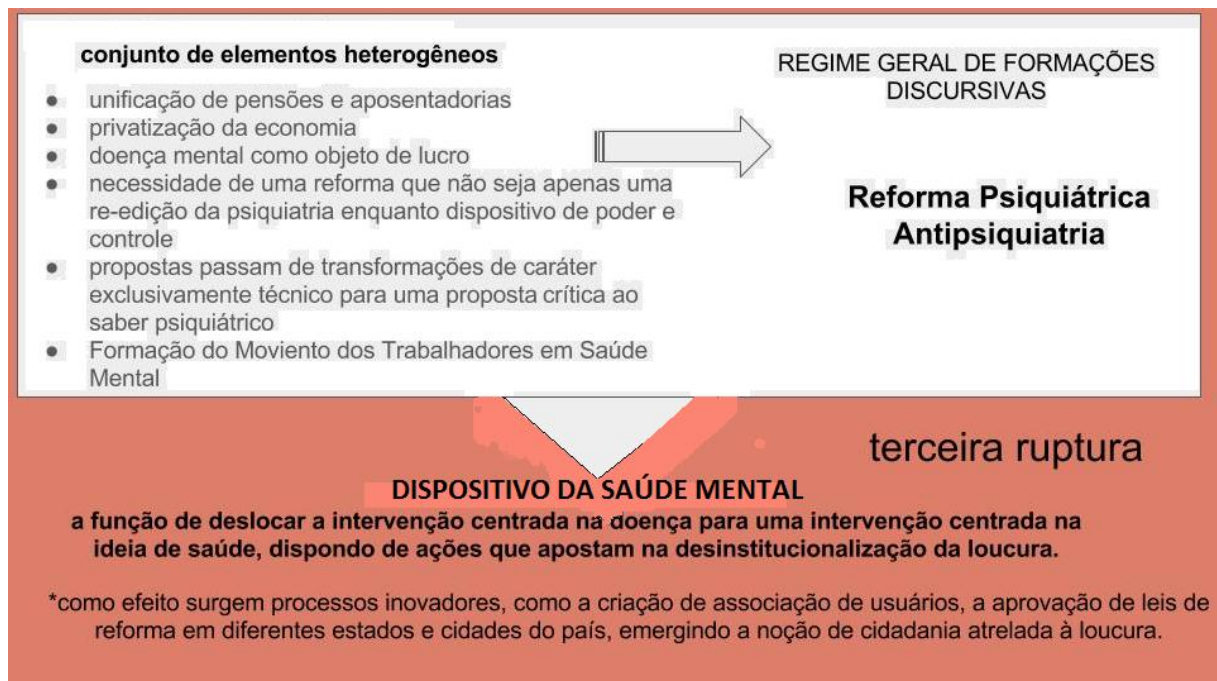 conjunto de elementos heterogêneos
● unificação de pensões e aposentadorias
● privatização da economia
● doença mental como objeto de lucro
● necessidade de uma reforma que não seja apenas uma
re-edição da psiquiatria enquanto dispositivo de poder e
controle
● propostas passam de transformações de caráter
exclusivamente técnico para uma proposta crítica ao
saber psiquiátrico
● Formação do Moviento dos Trabalhadores em Saúde
Mental
REGIME GERAL DE FORMAÇÕES
DISCURSIVAS
Reforma Psiquiátrica
Antipsiquiatria
terceira ruptura
DISPOSITIVO DA SAÚDE MENTAL
a função de deslocar a intervenção centrada na doença para uma intervenção centrada na
ideia de saúde, dispondo de ações que apostam na desinstitucionalização da loucura.
*como efeito surgem processos inovadores, como a criação de associação de usuários, a aprovação de leis de
reforma em diferentes estados e cidades do país, emergindo a noção de cidadania atrelada à loucura.